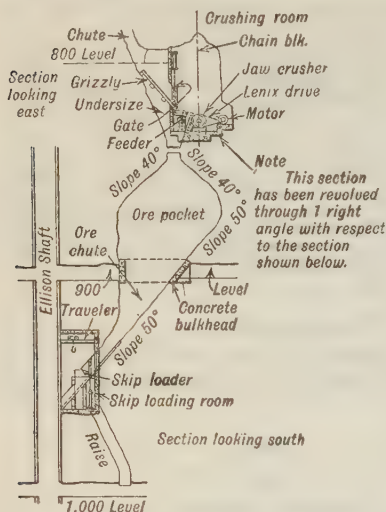 Chute
Crushing room
Chain blk.
800 Level
Section
looking
east
Grizzly
Undersize
Jaw crusher
Lenix drive
Motor
Gate
Feeder
Slope 40°
Slope 40°
Note
This section
has been revolved
through 1 right
angle with respect
to the section
shown below.
Ore pocket
Slope 50°
Ellison Shaft
Ore
chute
900
Level
Traveler
Concrete
bulkhead
Slope 50°
Skip loader
Skip loading room
Raise
Section looking south
1,000 Level